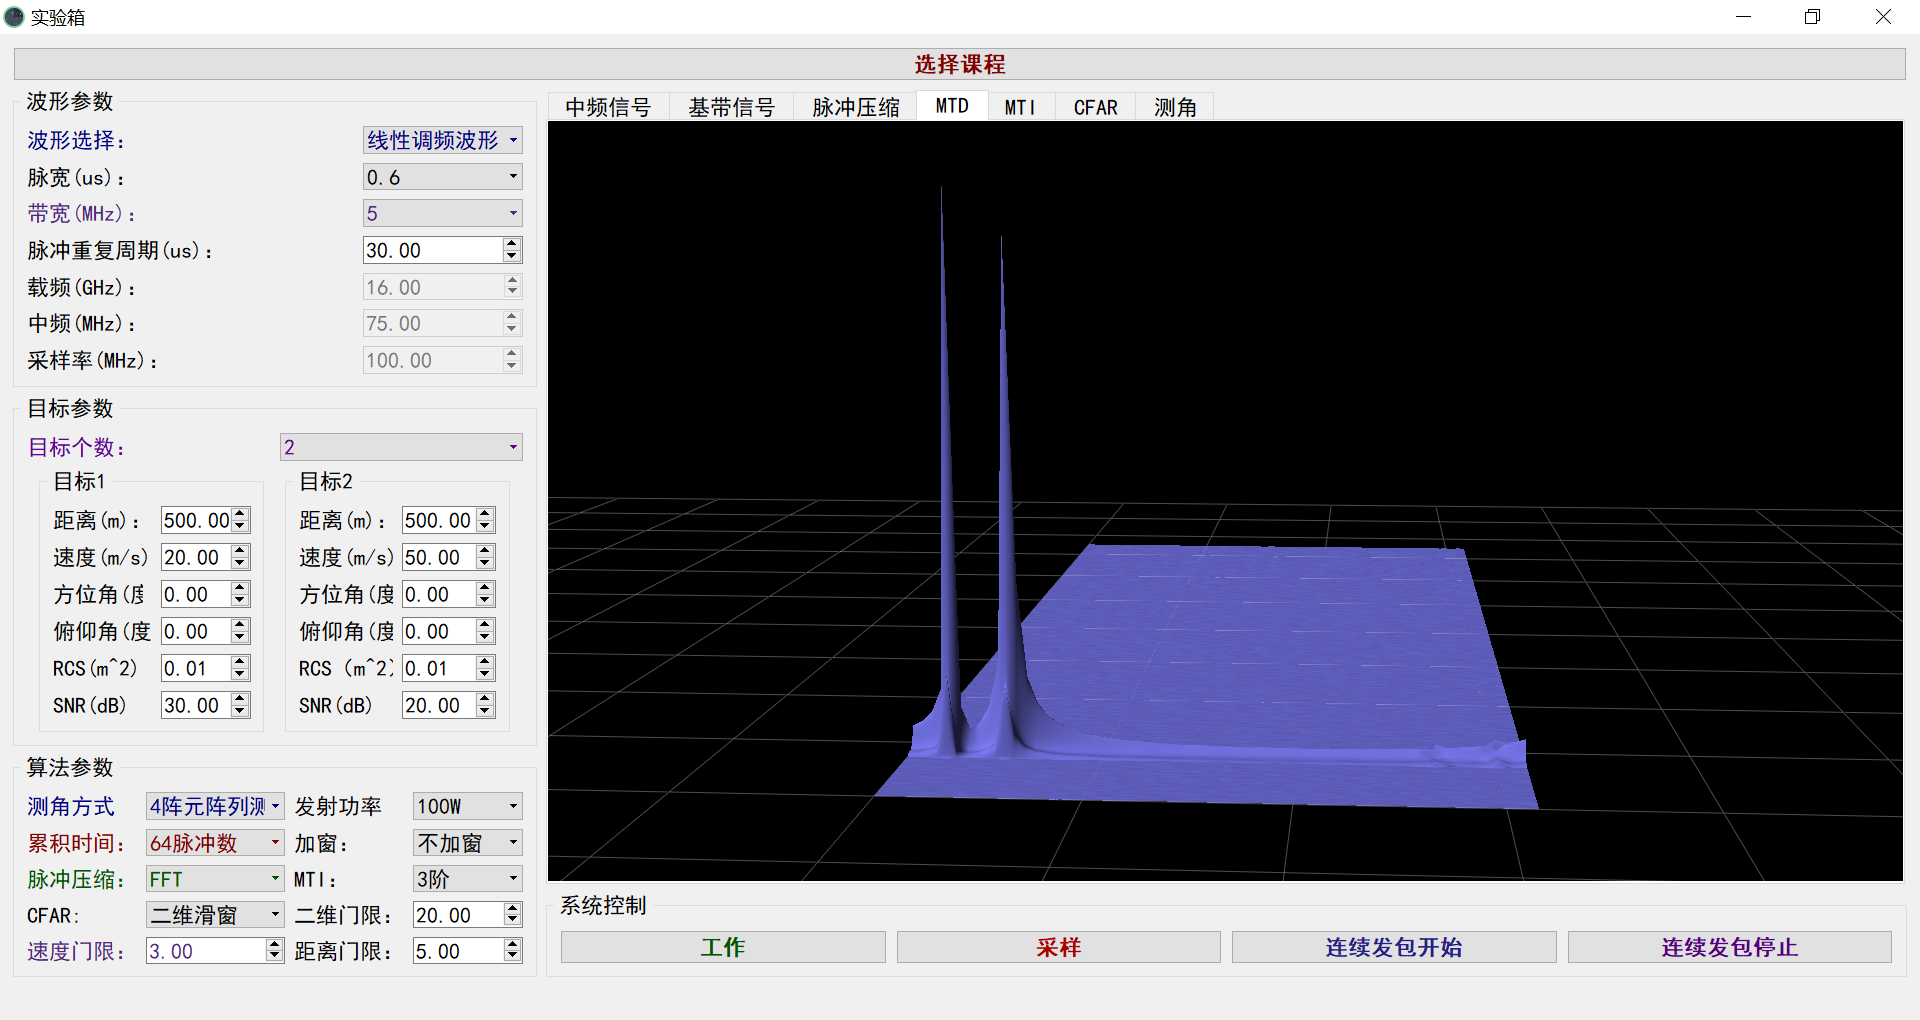 实验箱
选择课程
波形参数
波形选择: 线性调频波形
脉宽(us): 0.6
带宽(MHz): 5
脉冲重复周期(us): 30.00
载频(GHz): 16.00
中频(MHz): 75.00
采样率(MHz): 100.00
目标参数
目标个数: 2
目标1
距离(m): 500.00
速度(m/s) 20.00
方位角(度 0.00
俯仰角(度 0.00
RCS(m^2) 0.01
SNR(dB) 30.00
目标2
距离(m): 500.00
速度(m/s) 50.00
方位角(度 0.00
俯仰角(度 0.00
RCS (m^2) 0.01
SNR(dB) 20.00
算法参数
测角方式 4阵元阵列测 发射功率 100W
累积时间: 64脉冲数 加窗: 不加窗
脉冲压缩: FFT MTI: 3阶
CFAR: 二维滑窗 二维门限: 20.00
速度门限: 3.00 距离门限: 5.00
中频信号 基带信号 脉冲压缩 MTD MTI CFAR 测角
系统控制
工作 采样 连续发包开始 连续发包停止